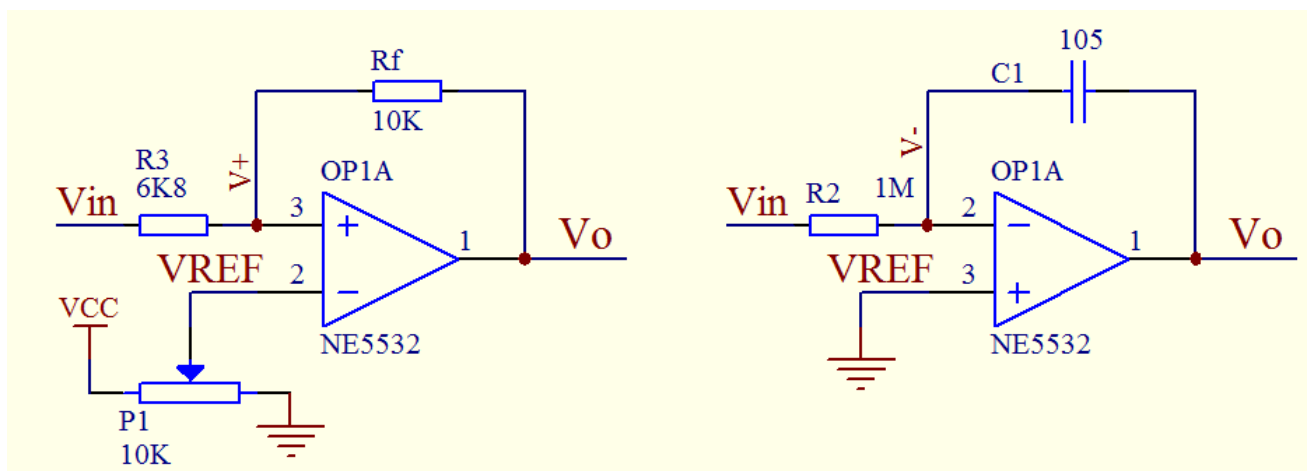 Rf
10K
R3
6K8
V+
OP1A
Vin
3
+
1
Vo
VREF
2
−
VCC
NE5532
P1
10K
105
C1
V-
OP1A
R2
1M
Vin
2
−
1
Vo
VREF
3
+
NE5532